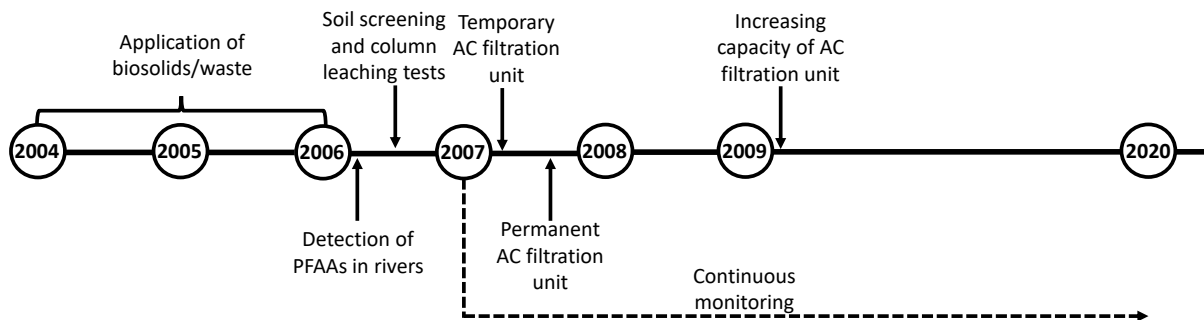 Application of
biosolids/waste
Soil screening
and column
leaching tests
Temporary
AC filtration
unit
Increasing
capacity of AC
filtration unit
2004
2005
2006
2007
2008
2009
2020
Detection of
PFAAs in rivers
Permanent
AC filtration
unit
Continuous
monitoring